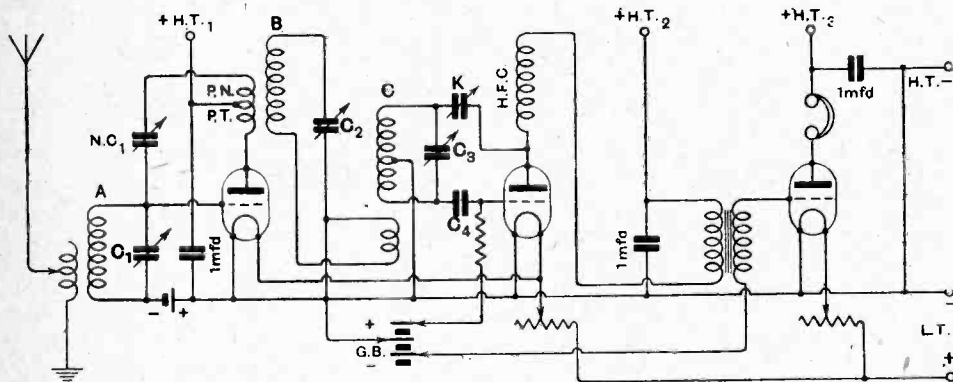 +H.T.1
B
+H.T.2
+H.T.3
P.N.
P.T.
N.C1
C2
C
K
C3
C4
H.F.C.
1mfd
H.T.-
A
C1
1mfd
1mfd
- +
-
+
G.B.
-
L.T.
+